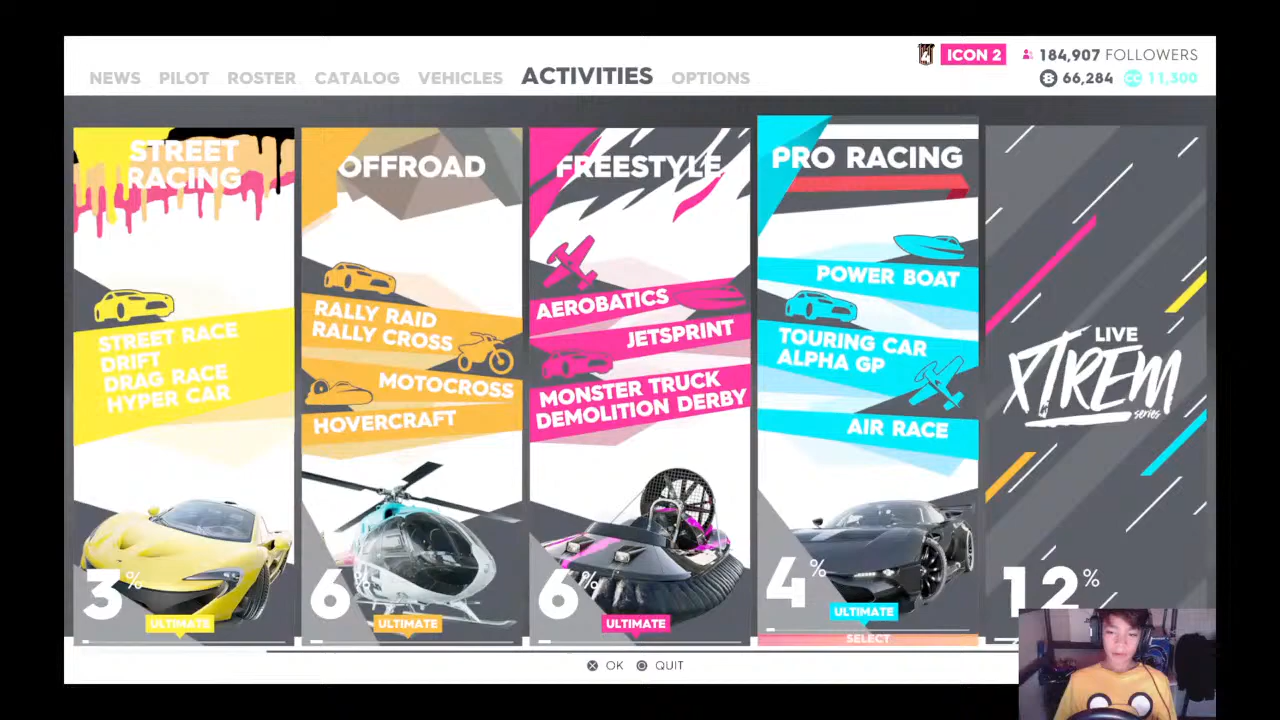 ICON 2
184,907 FOLLOWERS
66,284
CC 11,300
NEWS PILOT ROSTER CATALOG VEHICLES ACTIVITIES OPTIONS
STREET
RACING
STREET RACE
DRIFT
DRAG RACE
HYPER CAR
3%
ULTIMATE
OFFROAD
RALLY RAID
RALLY CROSS
MOTOCROSS
HOVERCRAFT
6%
ULTIMATE
FREESTYLE
AEROBATICS
JETSPRINT
MONSTER TRUCK
DEMOLITION DERBY
6%
ULTIMATE
PRO RACING
POWER BOAT
TOURING CAR
ALPHA GP
AIR RACE
4%
ULTIMATE
SELECT
LIVE
XTREM
series
12%
OK QUIT